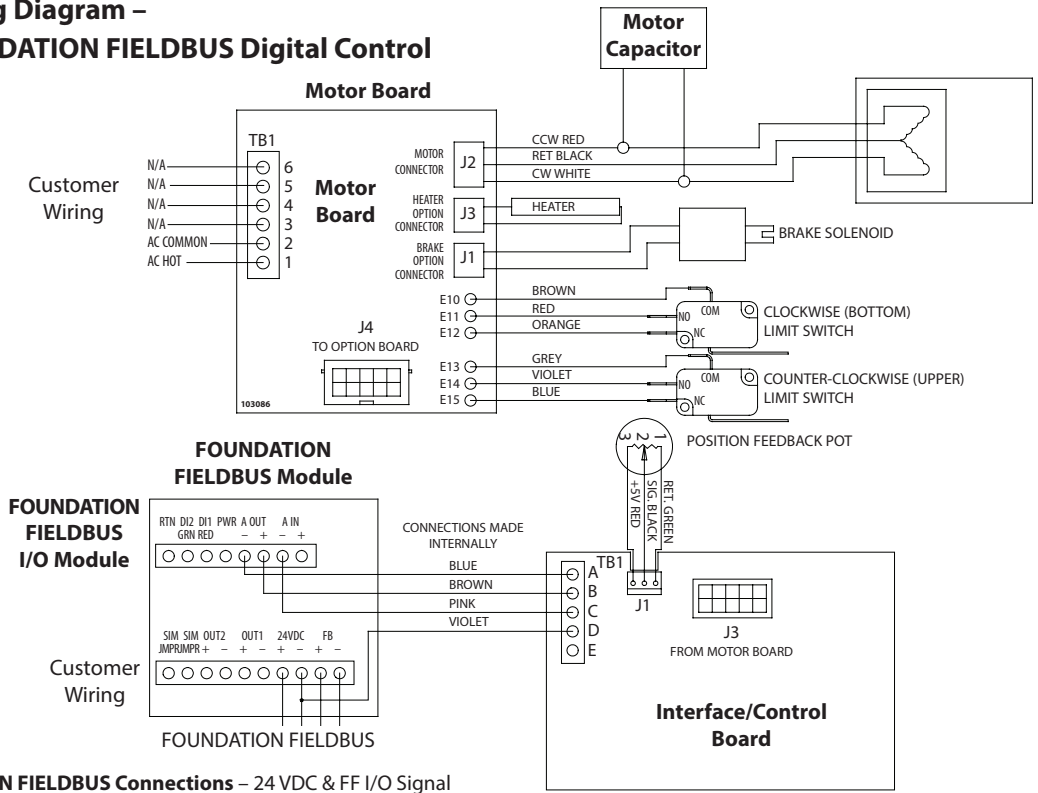 g Diagram –
DATION FIELDBUS Digital Control
Motor
Capacitor
Motor Board
TB1
N/A 6
N/A 5
N/A 4
N/A 3
AC COMMON 2
AC HOT 1
Customer
Wiring
Motor
Board
MOTOR
CONNECTOR
J2
CCW RED
RET BLACK
CW WHITE
HEATER
OPTION
CONNECTOR
J3
HEATER
BRAKE
OPTION
CONNECTOR
J1
BRAKE SOLENOID
E10 BROWN
E11 RED
E12 ORANGE
COM
NO
NC
CLOCKWISE (BOTTOM)
LIMIT SWITCH
J4
TO OPTION BOARD
E13 GREY
E14 VIOLET
E15 BLUE
COM
NO
NC
COUNTER-CLOCKWISE (UPPER)
LIMIT SWITCH
103086
3 2 1
POSITION FEEDBACK POT
+5V RED
SIG. BLACK
RET. GREEN
FOUNDATION
FIELDBUS Module
FOUNDATION
FIELDBUS
I/O Module
RTN DI2 DI1 PWR A OUT A IN
GRN RED – + – +
CONNECTIONS MADE
INTERNALLY
BLUE
BROWN
PINK
VIOLET
TB1
A
B
C
D
E
J1
J3
FROM MOTOR BOARD
SIM SIM OUT2 OUT1 24VDC FB
JMPR JMPR + – + – + – + –
Customer
Wiring
Interface/Control
Board
FOUNDATION FIELDBUS
N FIELDBUS Connections – 24 VDC & FF I/O Signal